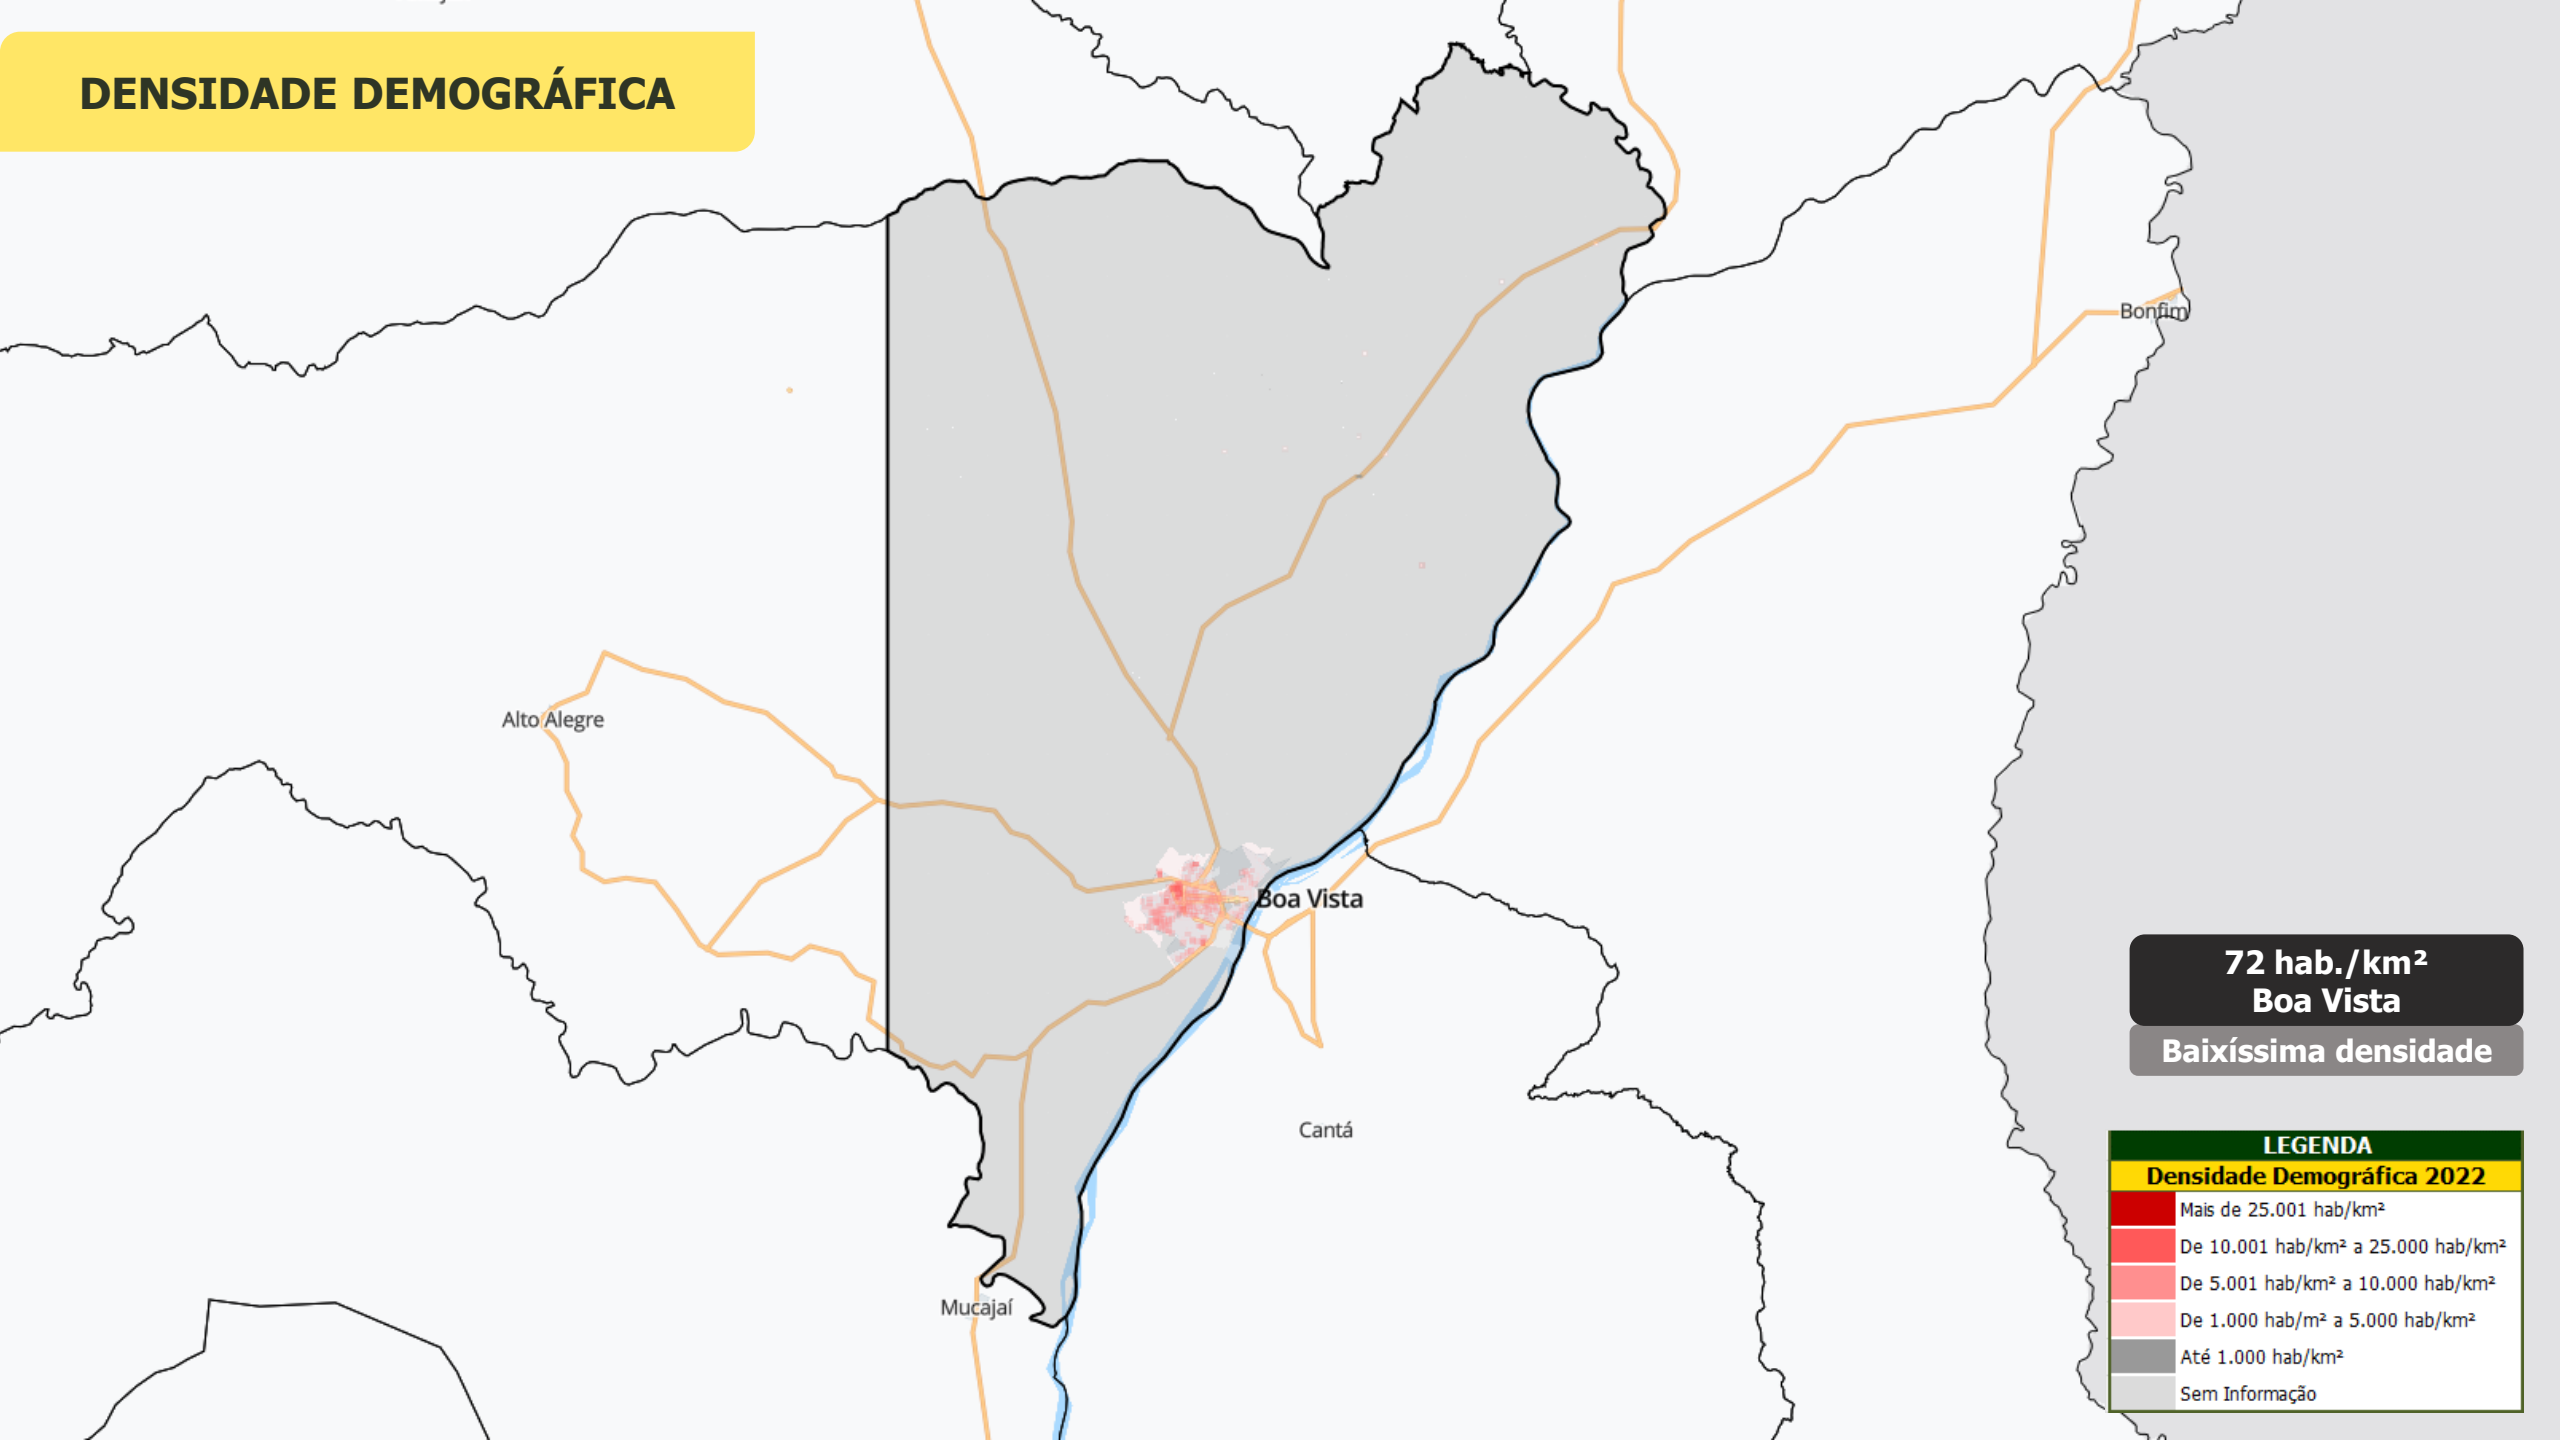 DENSIDADE DEMOGRÁFICA
Bonfim
Alto Alegre
Boa Vista
72 hab./km²
Boa Vista
Baixíssima densidade
Cantá
Mucajaí
LEGENDA
Densidade Demográfica 2022
Mais de 25.001 hab/km²
De 10.001 hab/km² a 25.000 hab/km²
De 5.001 hab/km² a 10.000 hab/km²
De 1.000 hab/m² a 5.000 hab/km²
Até 1.000 hab/km²
Sem Informação